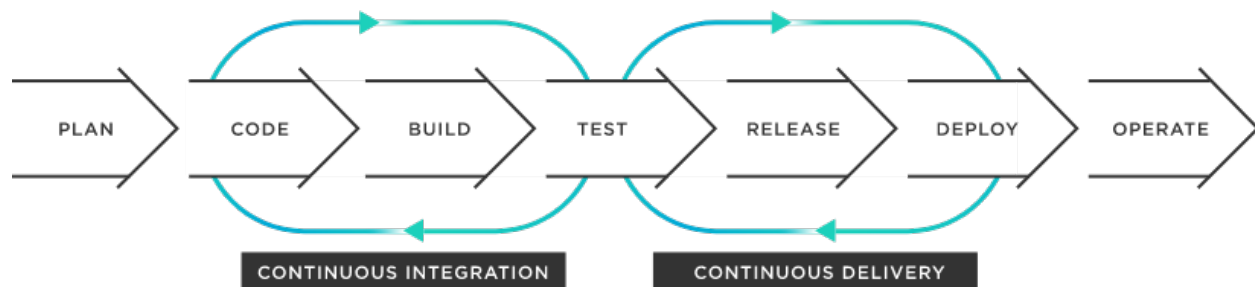 PLAN
CODE
BUILD
TEST
RELEASE
DEPLOY
OPERATE
CONTINUOUS INTEGRATION
CONTINUOUS DELIVERY